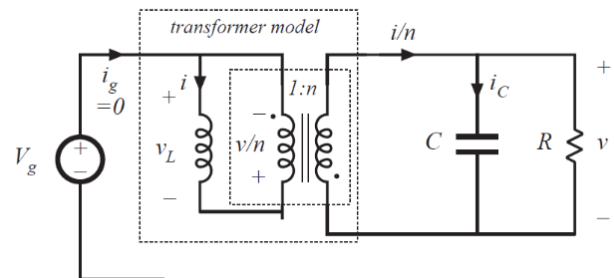 transformer model
i/n
i_g
=0
i
+
1:n
i_C
+
+
−
V_g
−
v_L
v/n
−
+
C
R
v
−
−